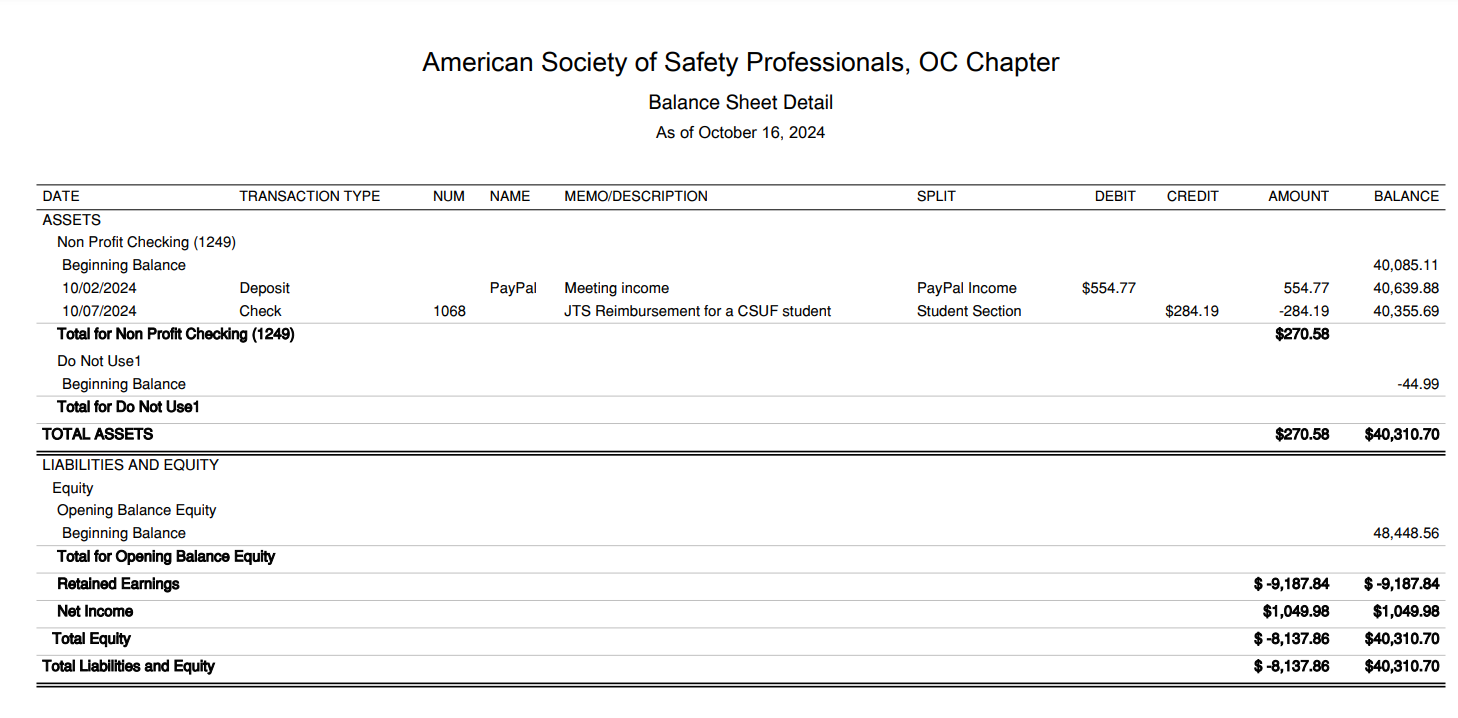 American Society of Safety Professionals, OC Chapter
Balance Sheet Detail
As of October 16, 2024
DATE TRANSACTION TYPE NUM NAME MEMO/DESCRIPTION SPLIT DEBIT CREDIT AMOUNT BALANCE
ASSETS
Non Profit Checking (1249)
Beginning Balance 40,085.11
10/02/2024 Deposit PayPal Meeting income PayPal Income $554.77 554.77 40,639.88
10/07/2024 Check 1068 JTS Reimbursement for a CSUF student Student Section $284.19 -284.19 40,355.69
Total for Non Profit Checking (1249) $270.58
Do Not Use1
Beginning Balance -44.99
Total for Do Not Use1
TOTAL ASSETS $270.58 $40,310.70
LIABILITIES AND EQUITY
Equity
Opening Balance Equity
Beginning Balance 48,448.56
Total for Opening Balance Equity
Retained Earnings $ -9,187.84 $ -9,187.84
Net Income $1,049.98 $1,049.98
Total Equity $ -8,137.86 $40,310.70
Total Liabilities and Equity $ -8,137.86 $40,310.70